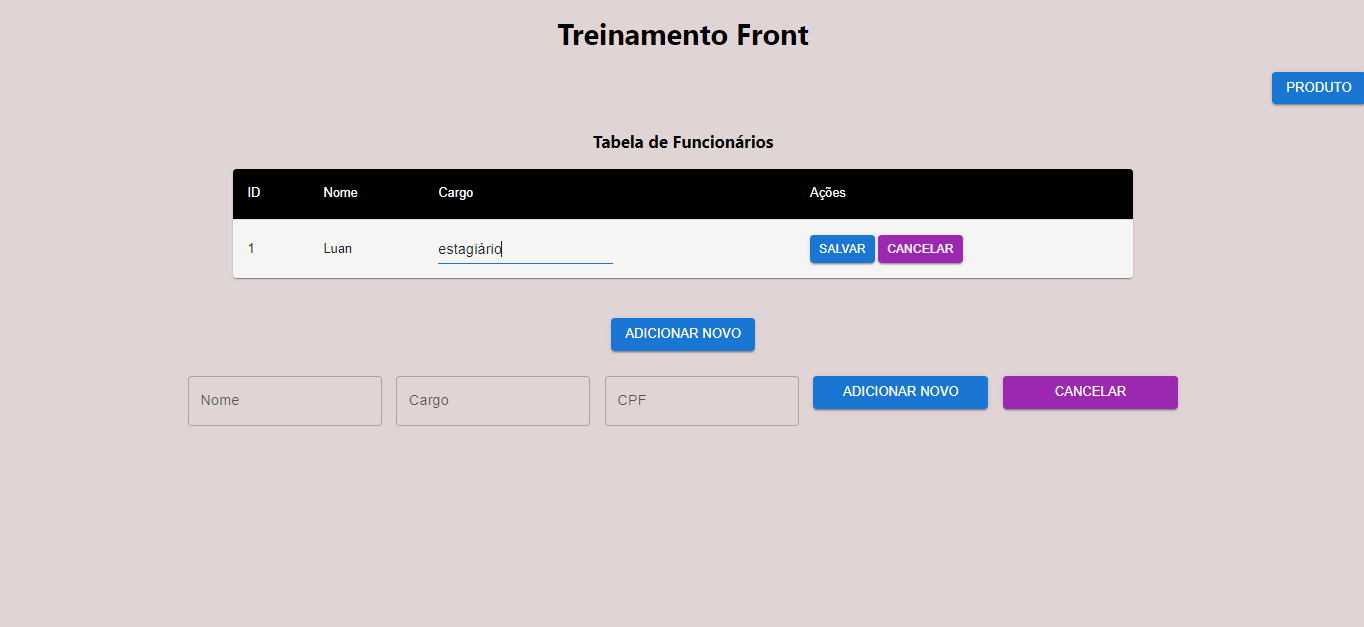 Treinamento Front
PRODUTO
Tabela de Funcionários
ID Nome Cargo Ações
1 Luan estagiário SALVAR CANCELAR
ADICIONAR NOVO
Nome Cargo CPF ADICIONAR NOVO CANCELAR